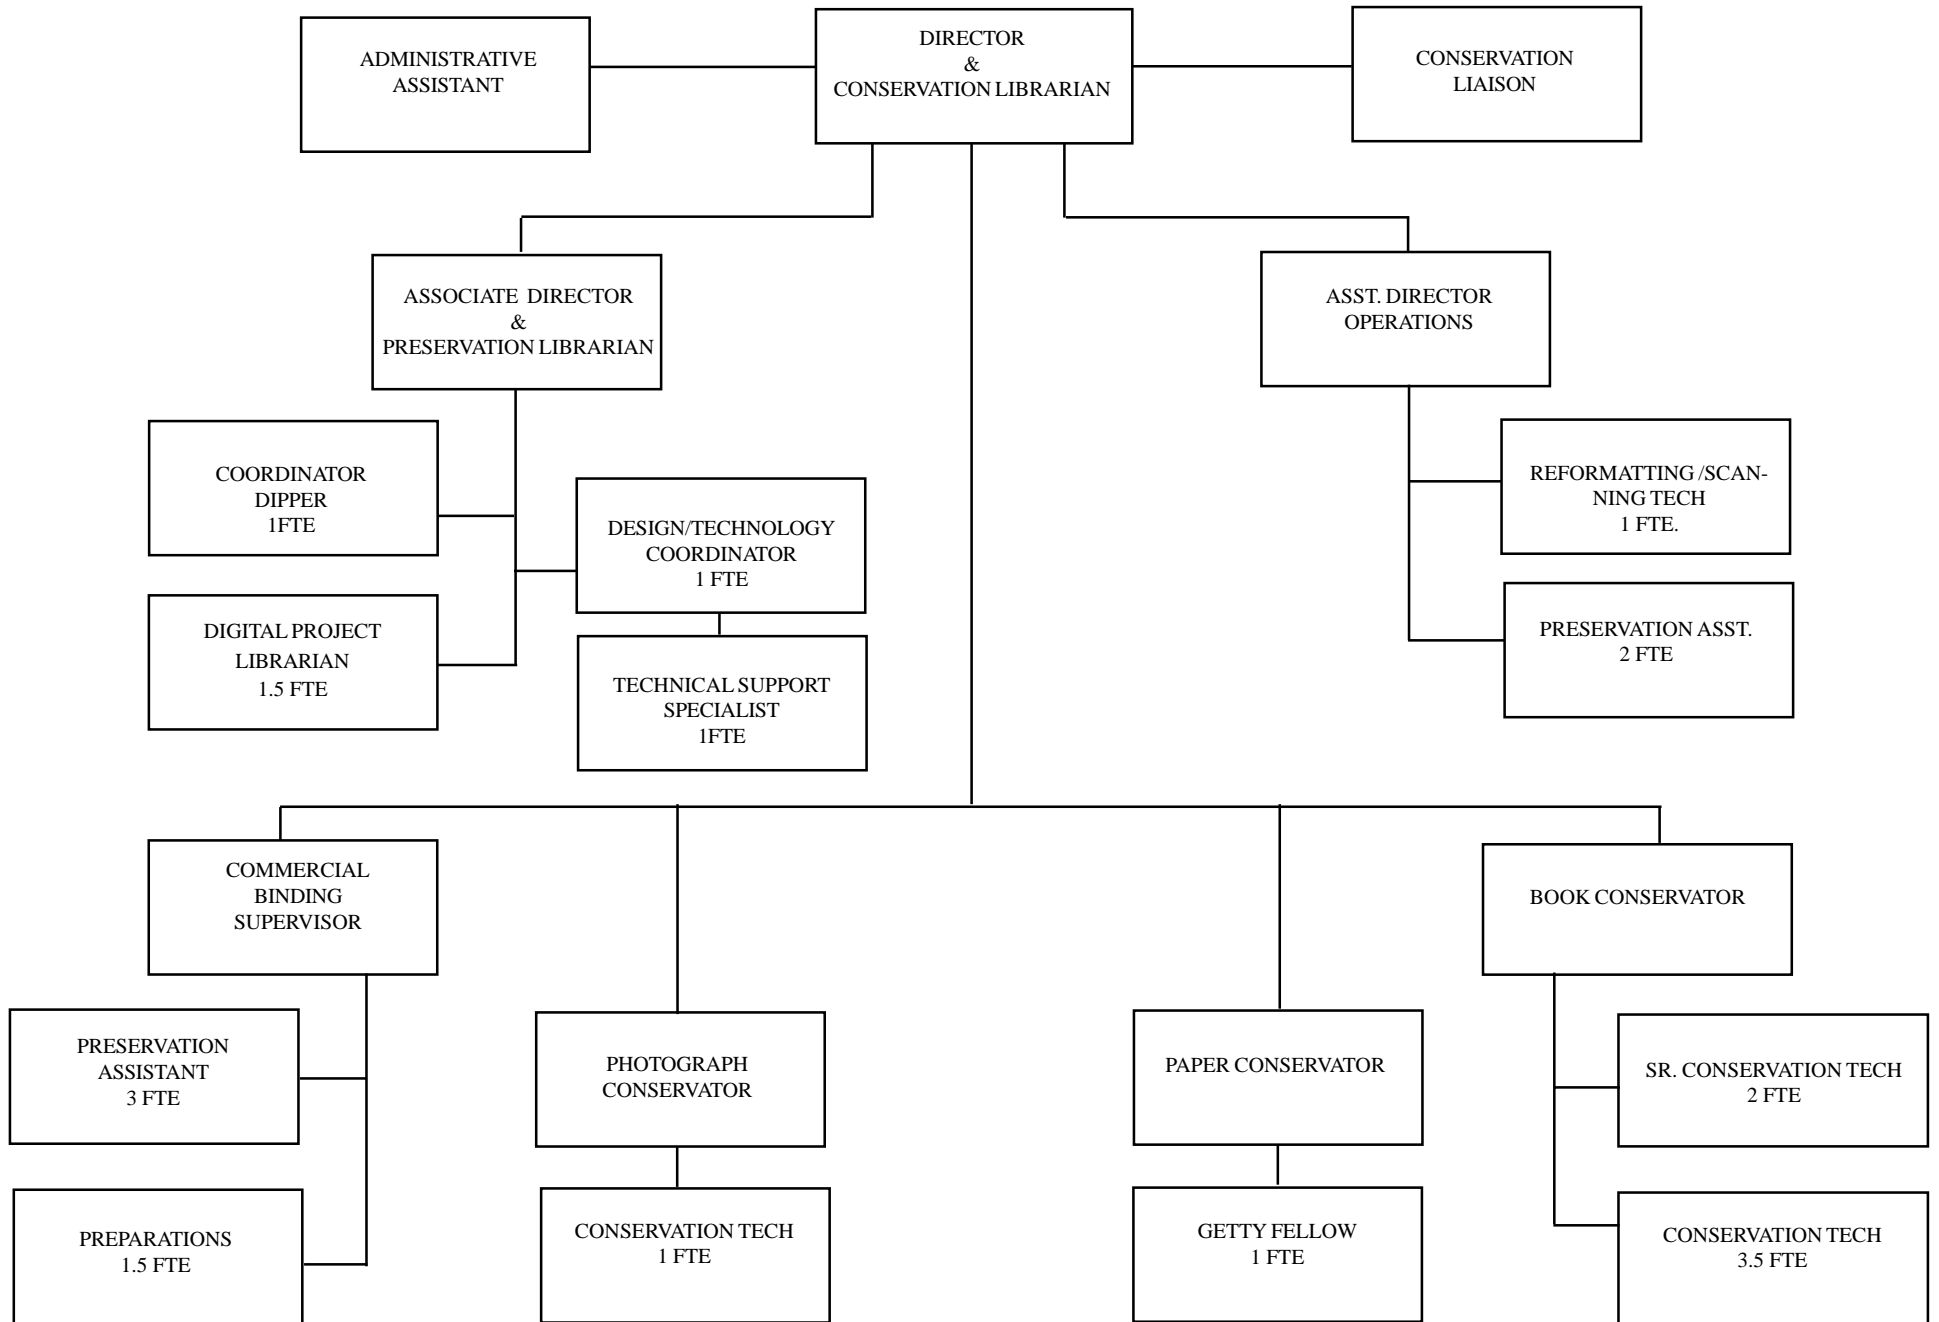 ADMINISTRATIVE
ASSISTANT
DIRECTOR
&
CONSERVATION LIBRARIAN
CONSERVATION
LIAISON
ASSOCIATE DIRECTOR
&
PRESERVATION LIBRARIAN
ASST. DIRECTOR
OPERATIONS
COORDINATOR
DIPPER
1FTE
DESIGN/TECHNOLOGY
COORDINATOR
1 FTE
REFORMATTING /SCAN-
NING TECH
1 FTE.
DIGITAL PROJECT
LIBRARIAN
1.5 FTE
TECHNICAL SUPPORT
SPECIALIST
1FTE
PRESERVATION ASST.
2 FTE
COMMERCIAL
BINDING
SUPERVISOR
BOOK CONSERVATOR
PRESERVATION
ASSISTANT
3 FTE
PHOTOGRAPH
CONSERVATOR
PAPER CONSERVATOR
SR. CONSERVATION TECH
2 FTE
PREPARATIONS
1.5 FTE
CONSERVATION TECH
1 FTE
GETTY FELLOW
1 FTE
CONSERVATION TECH
3.5 FTE